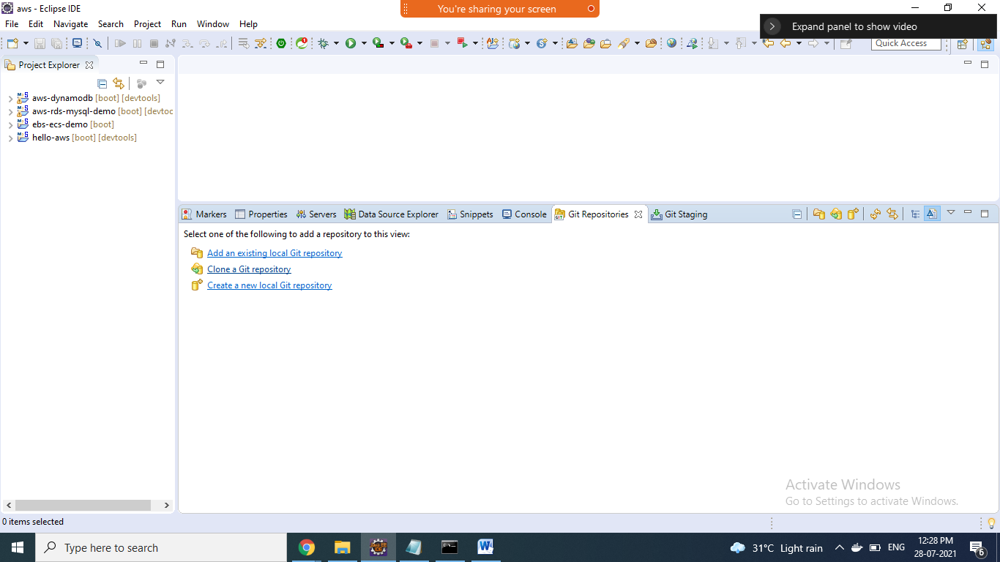 aws - Eclipse IDE
You're sharing your screen
File Edit Navigate Search Project Run Window Help
Expand panel to show video
Quick Access
Project Explorer
aws-dynamodb [boot] [devtools]
aws-rds-mysql-demo [boot] [devtoc
ebs-ecs-demo [boot]
hello-aws [boot] [devtools]
Markers Properties Servers Data Source Explorer Snippets Console Git Repositories Git Staging
Select one of the following to add a repository to this view:
Add an existing local Git repository
Clone a Git repository
Create a new local Git repository
Activate Windows
Go to Settings to activate Windows.
0 items selected
Type here to search
31°C Light rain
ENG
12:28 PM
28-07-2021
6